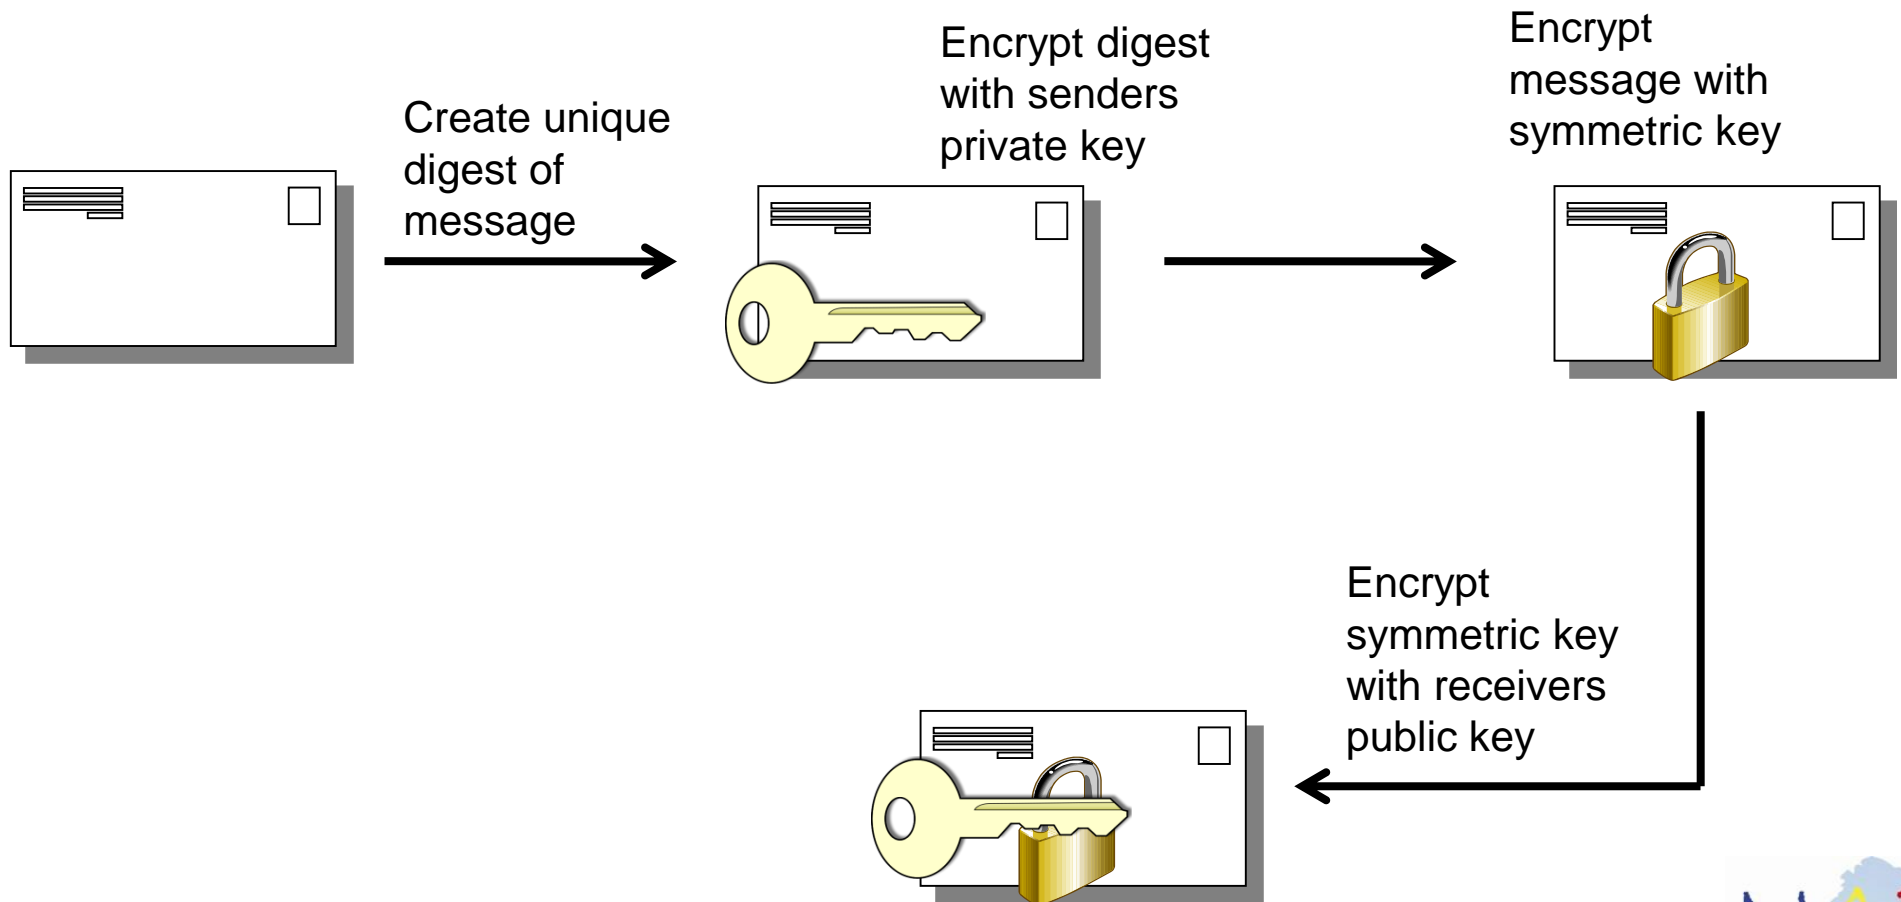 Create unique
digest of
message
Encrypt digest
with senders
private key
Encrypt
message with
symmetric key
Encrypt
symmetric key
with receivers
public key